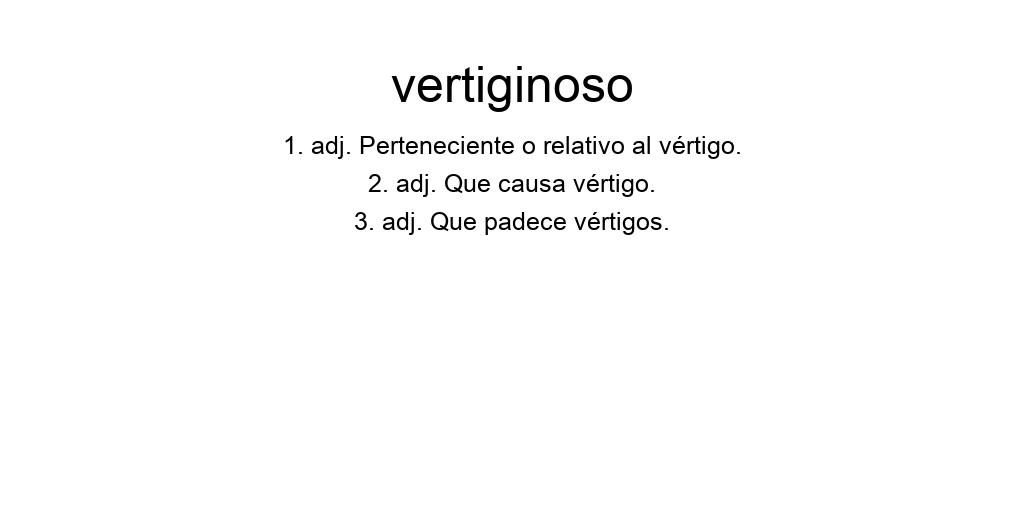 vertiginoso
1. adj. Perteneciente o relativo al vértigo.
2. adj. Que causa vértigo.
3. adj. Que padece vértigos.